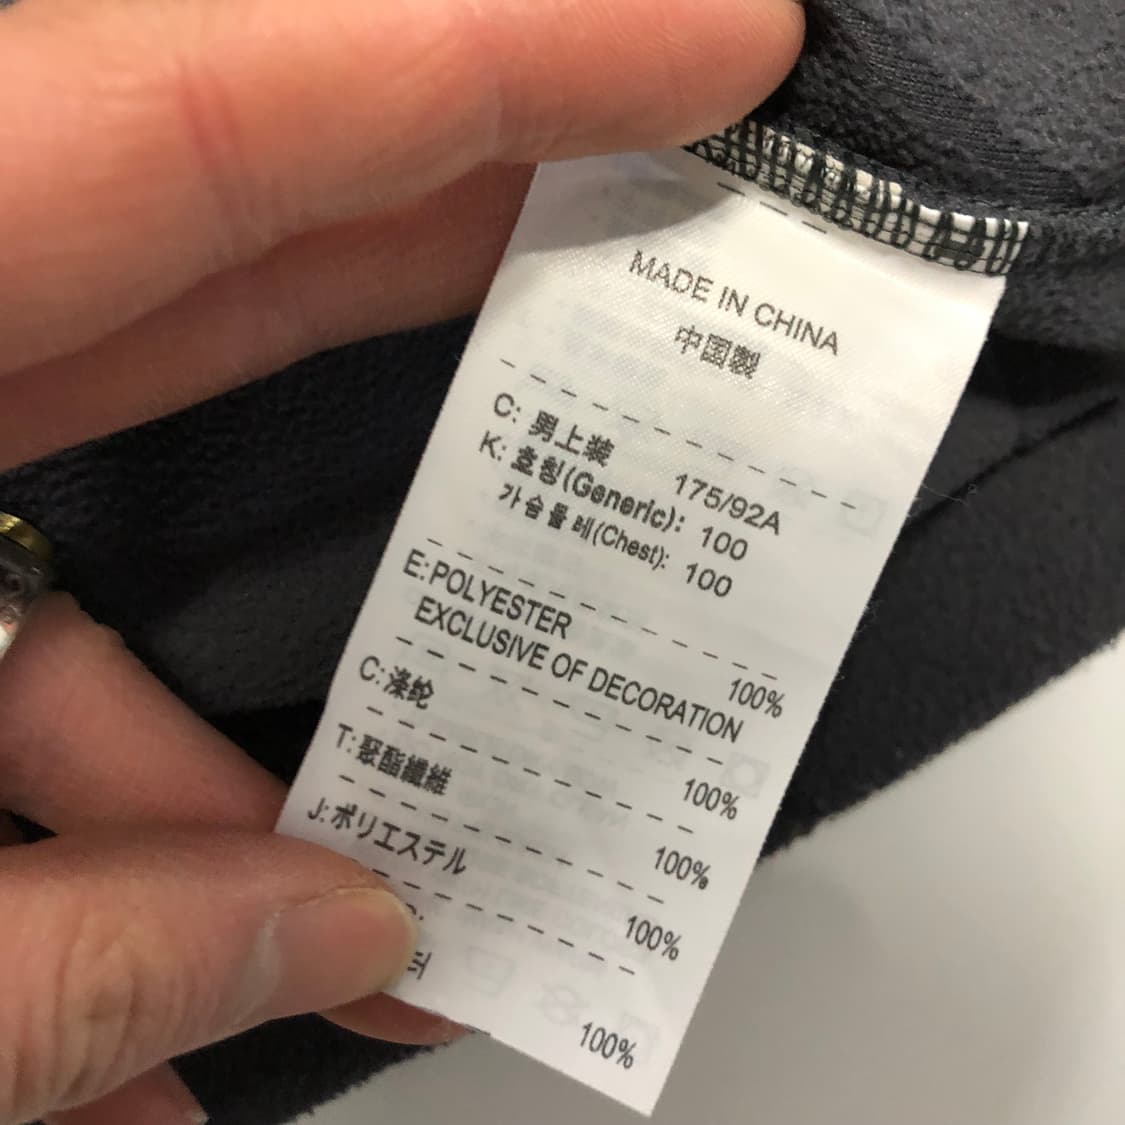 MADE IN CHINA
中国製
C: 男上装 175/92A
K: 호칭(Generic): 100
가슴둘레(Chest): 100
E: POLYESTER 100%
EXCLUSIVE OF DECORATION
C: 涤纶 100%
T: 聚酯纖維 100%
J: ポリエステル 100%
터 100%